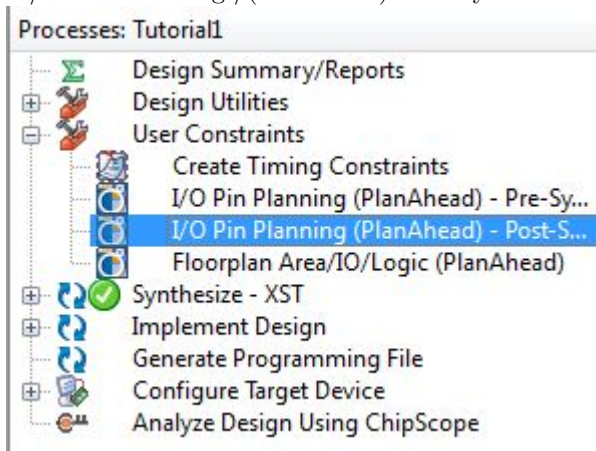 Processes: Tutorial1
Design Summary/Reports
Design Utilities
User Constraints
Create Timing Constraints
I/O Pin Planning (PlanAhead) - Pre-Sy...
I/O Pin Planning (PlanAhead) - Post-S...
Floorplan Area/IO/Logic (PlanAhead)
Synthesize - XST
Implement Design
Generate Programming File
Configure Target Device
Analyze Design Using ChipScope